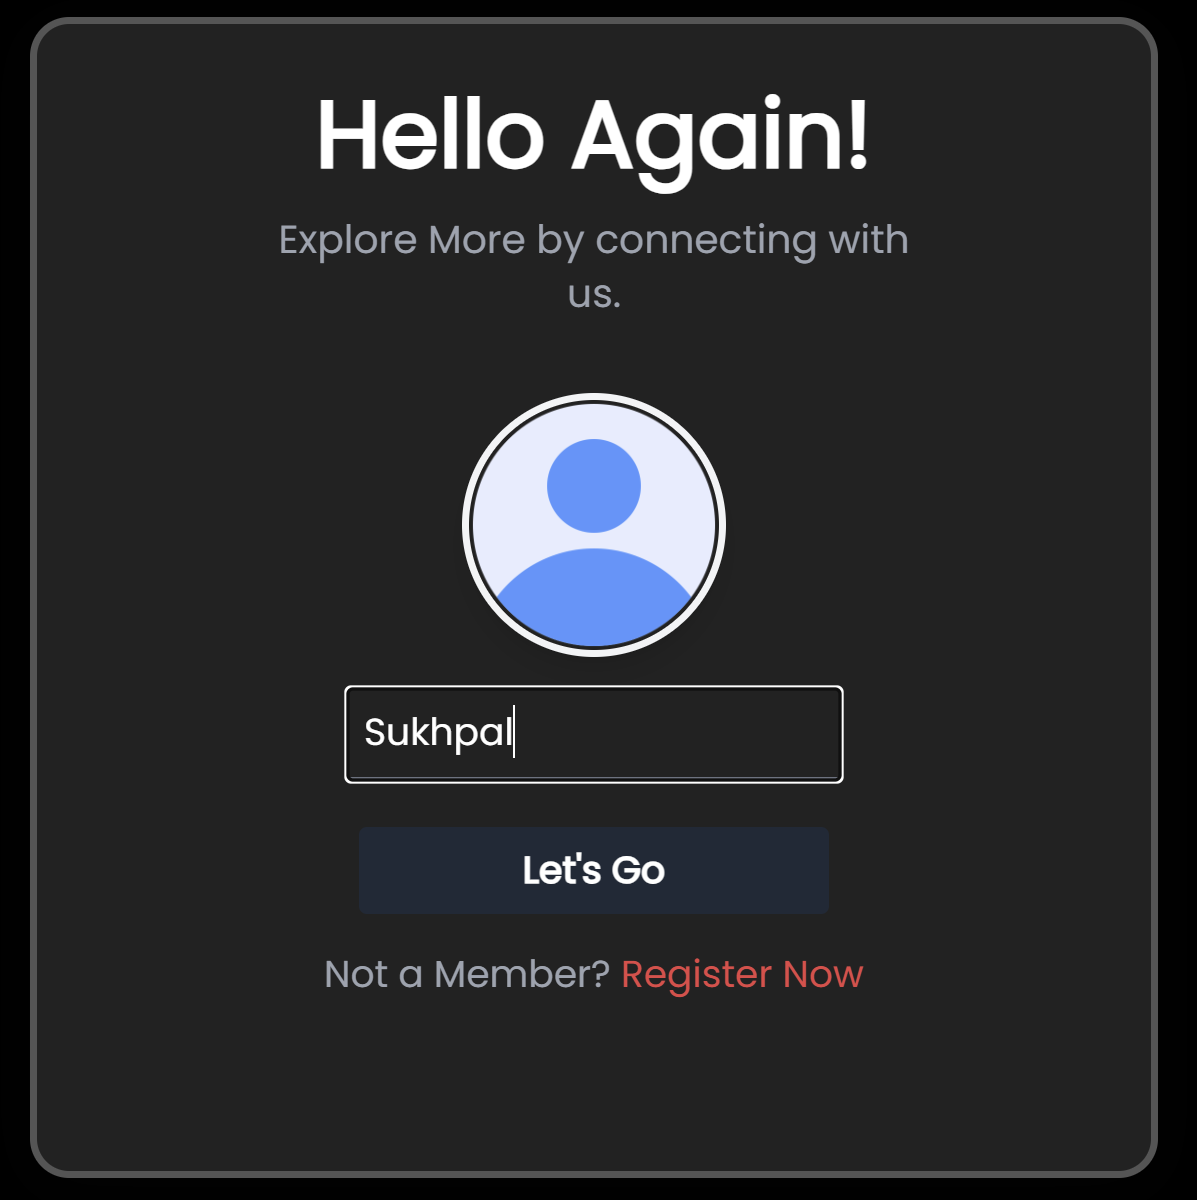 Hello Again!
Explore More by connecting with
us.
Sukhpal
Let's Go
Not a Member? Register Now